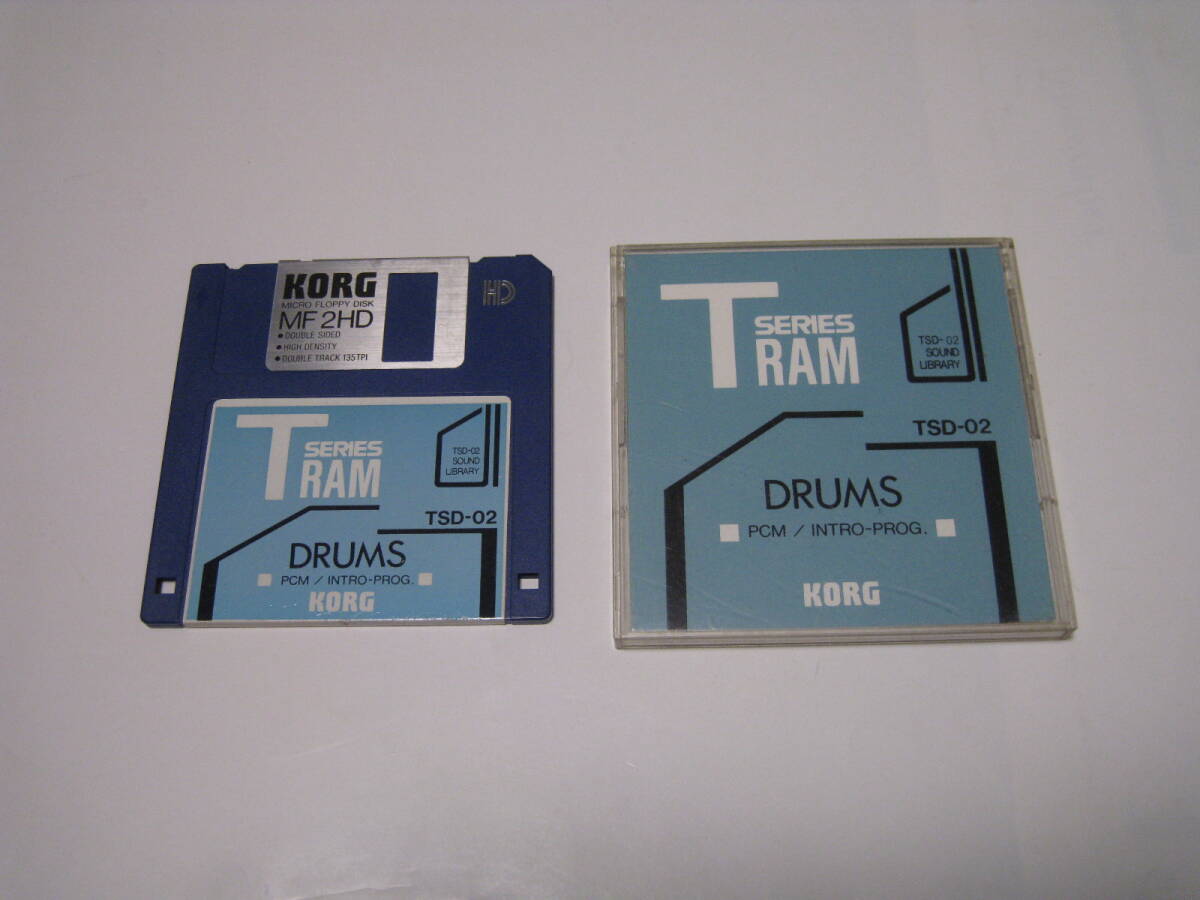 KORG
MICRO FLOPPY DISK
MF2HD
● DOUBLE SIDED
● HIGH DENSITY
● DOUBLE TRACK 135TPI
HD
T SERIES
RAM
TSD-02
SOUND
LIBRARY
TSD-02
DRUMS
PCM / INTRO-PROG.
KORG
T SERIES
RAM
TSD-02
SOUND
LIBRARY
TSD-02
DRUMS
PCM / INTRO-PROG.
KORG